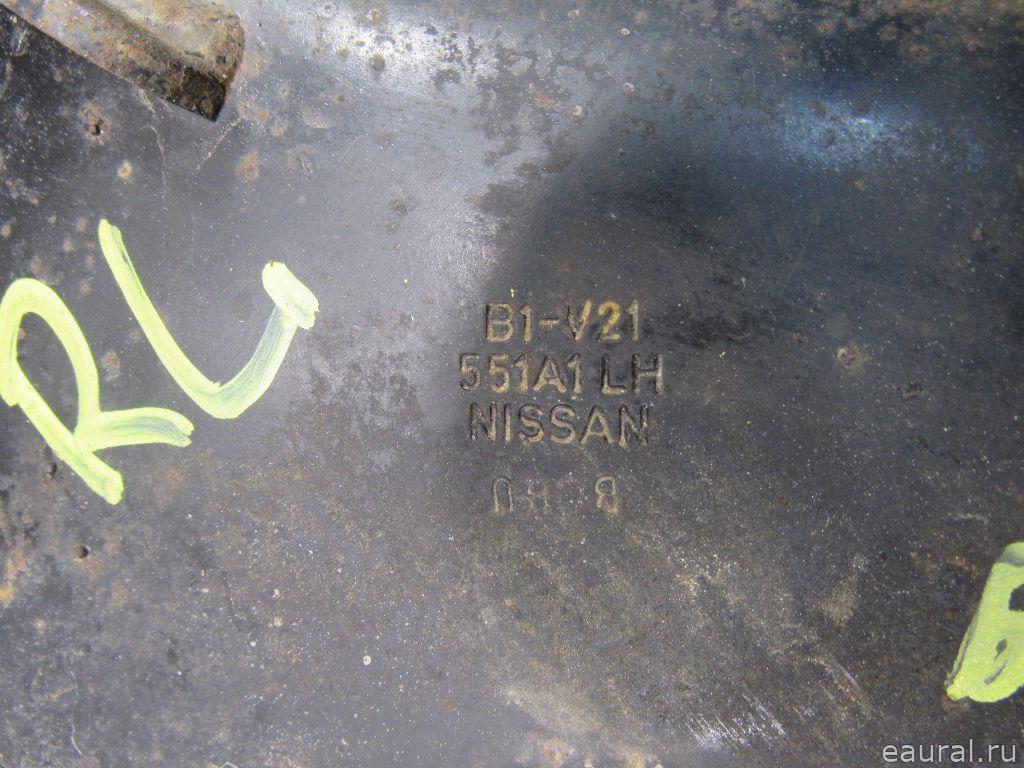 RL
B1-V21
551A1 LH
NISSAN
eaural.ru